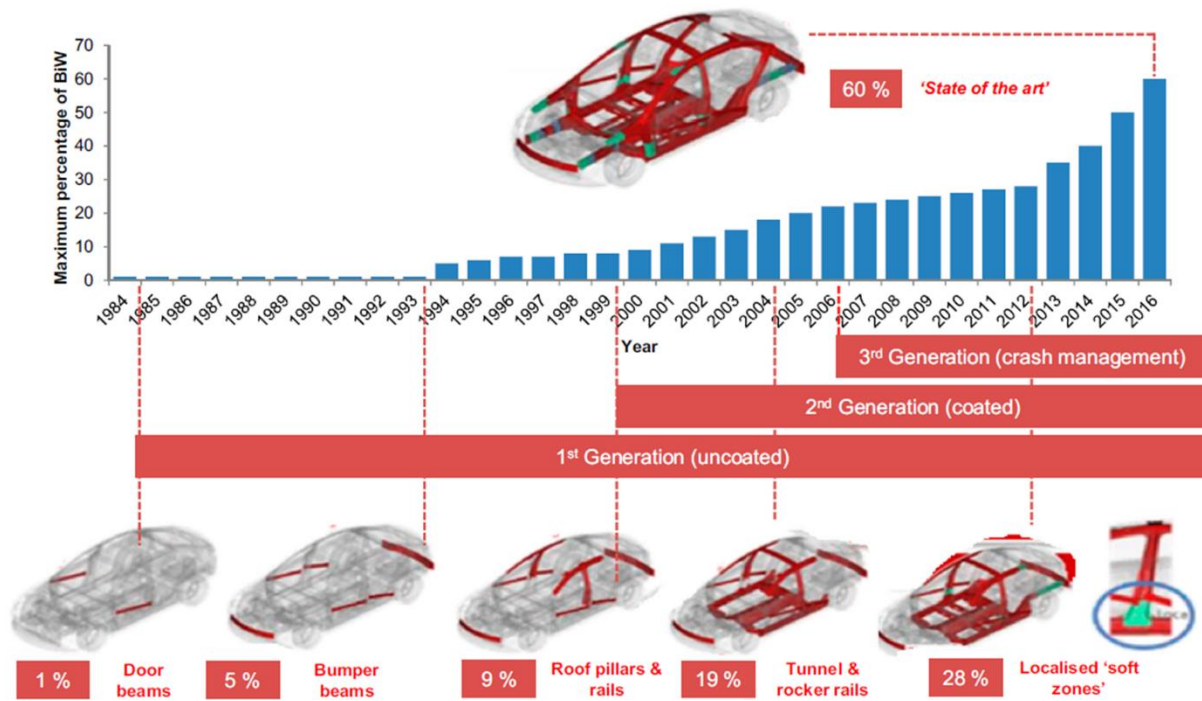 Maximum percentage of BiW
70
60
50
40
30
20
10
0
60 %
'State of the art'
1984
1985
1986
1987
1988
1989
1990
1991
1992
1993
1994
1995
1996
1997
1998
1999
2000
2001
2002
2003
2004
2005
2006
2007
2008
2009
2010
2011
2012
2013
2014
2015
2016
Year
3rd Generation (crash management)
2nd Generation (coated)
1st Generation (uncoated)
1 %
Door
beams
5 %
Bumper
beams
9 %
Roof pillars &
rails
19 %
Tunnel &
rocker rails
28 %
Localised 'soft
zones'